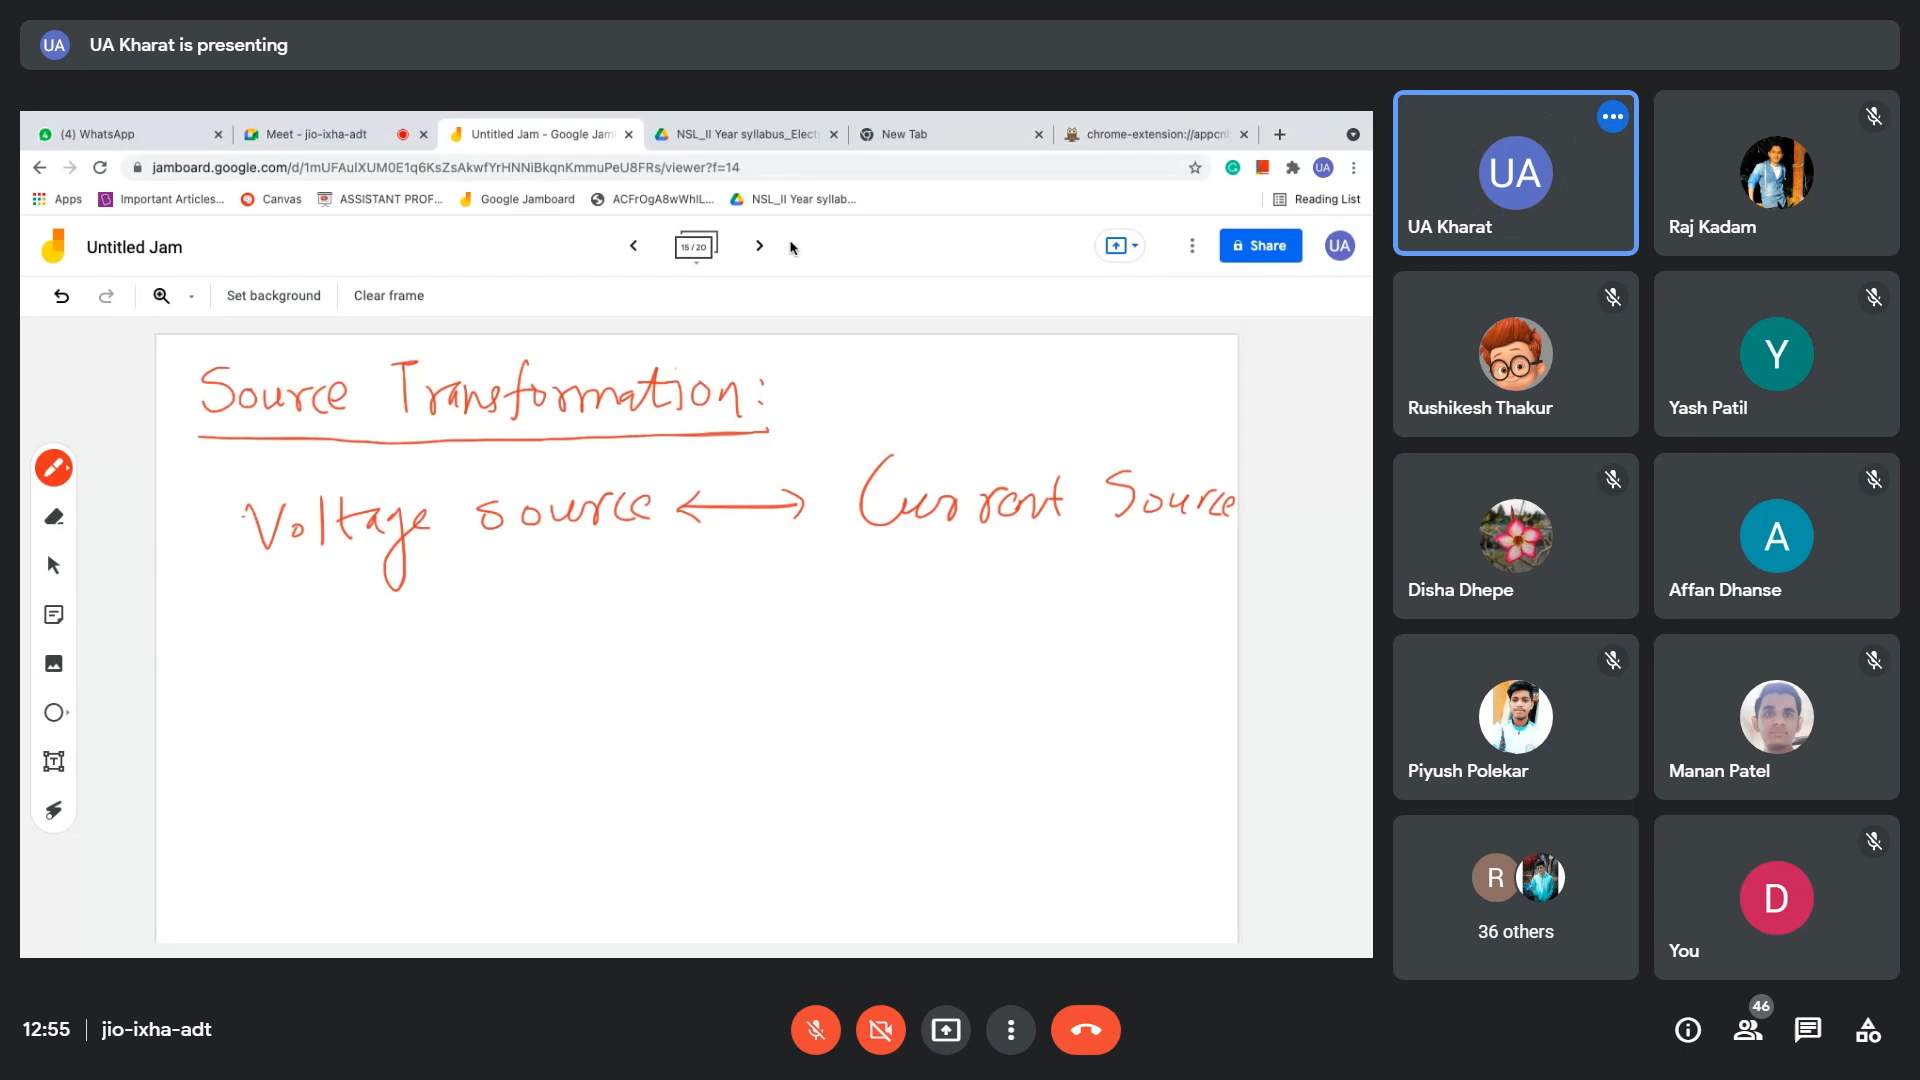 UA UA Kharat is presenting
(4) WhatsApp
Meet - jio-ixha-adt
Untitled Jam - Google Jam
NSL_II Year syllabus_Elect
New Tab
chrome-extension://appcn
jamboard.google.com/d/1mUFAulXUM0E1q6KsZsAkwfYrHNNiBkqnKmmuPeU8FRs/viewer?f=14
UA
Apps
Important Articles...
Canvas
ASSISTANT PROF...
Google Jamboard
ACFrOgA8wWhlL...
NSL_II Year syllab...
Reading List
Untitled Jam
15 / 20
Share
UA
Set background
Clear frame
Source Transformation:
Voltage source ⟷ Current Source
UA
UA Kharat
Raj Kadam
Rushikesh Thakur
Y
Yash Patil
Disha Dhepe
A
Affan Dhanse
Piyush Polekar
Manan Patel
R
36 others
D
You
12:55 | jio-ixha-adt
46